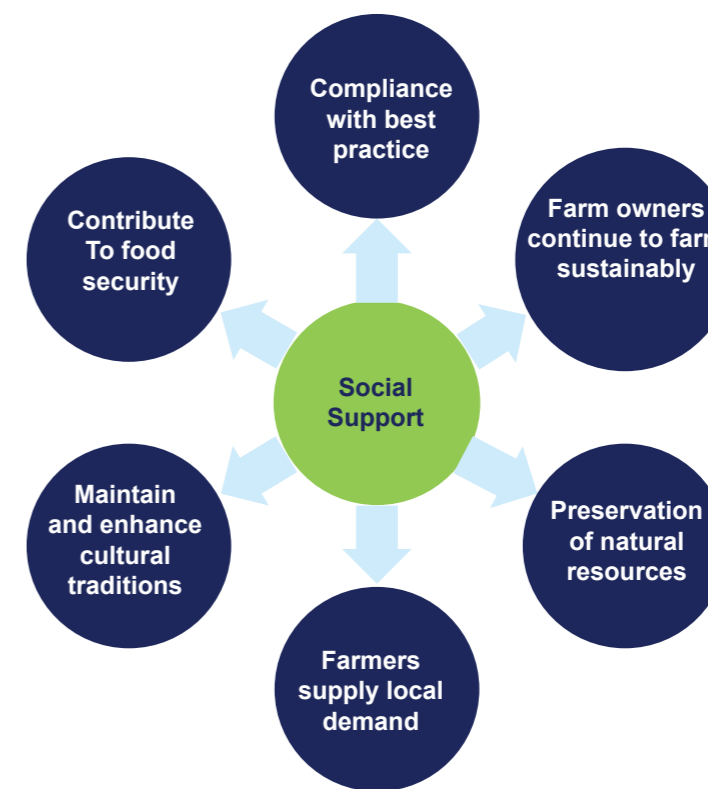 Compliance
with best
practice
Farm owners
continue to farm
sustainably
Preservation
of natural
resources
Farmers
supply local
demand
Maintain
and enhance
cultural
traditions
Contribute
To food
security
Social
Support